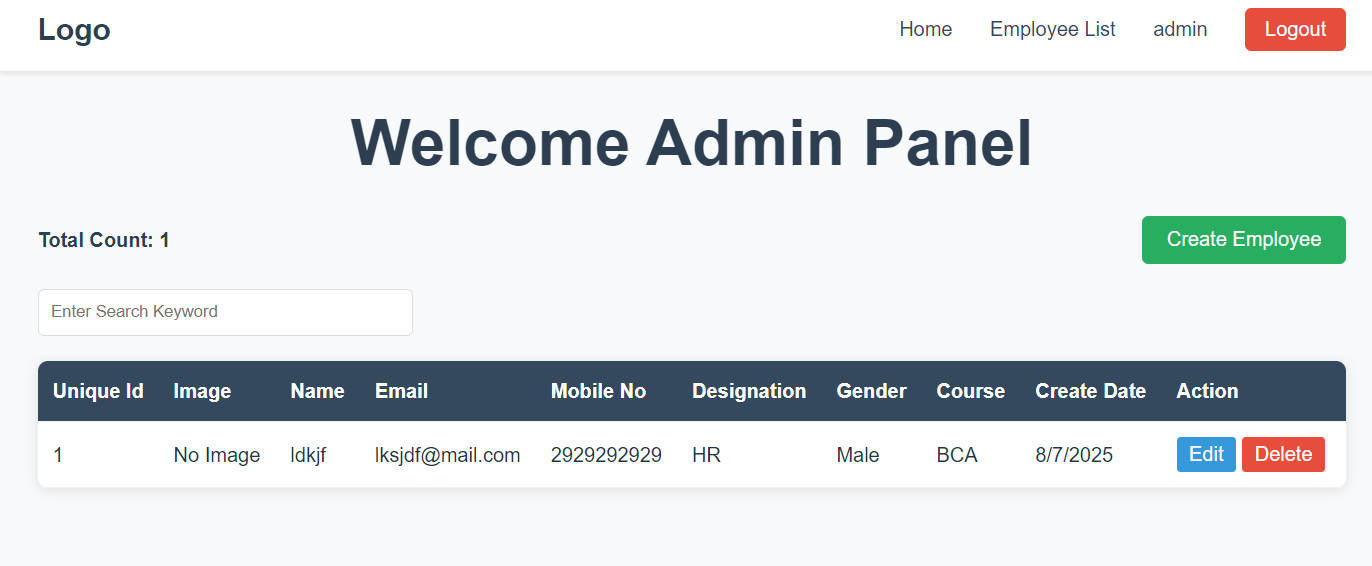 Logo Home Employee List admin Logout
Welcome Admin Panel
Total Count: 1 Create Employee
Enter Search Keyword
Unique Id Image Name Email Mobile No Designation Gender Course Create Date Action
1 No Image ldkjf lksjdf@mail.com 2929292929 HR Male BCA 8/7/2025 Edit Delete